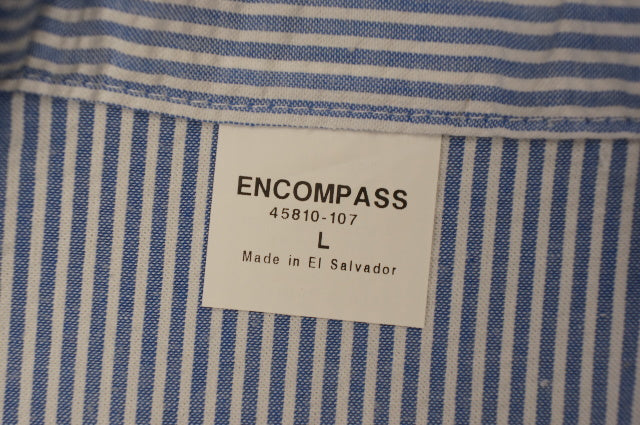 ENCOMPASS
45810-107
L
Made in El Salvador